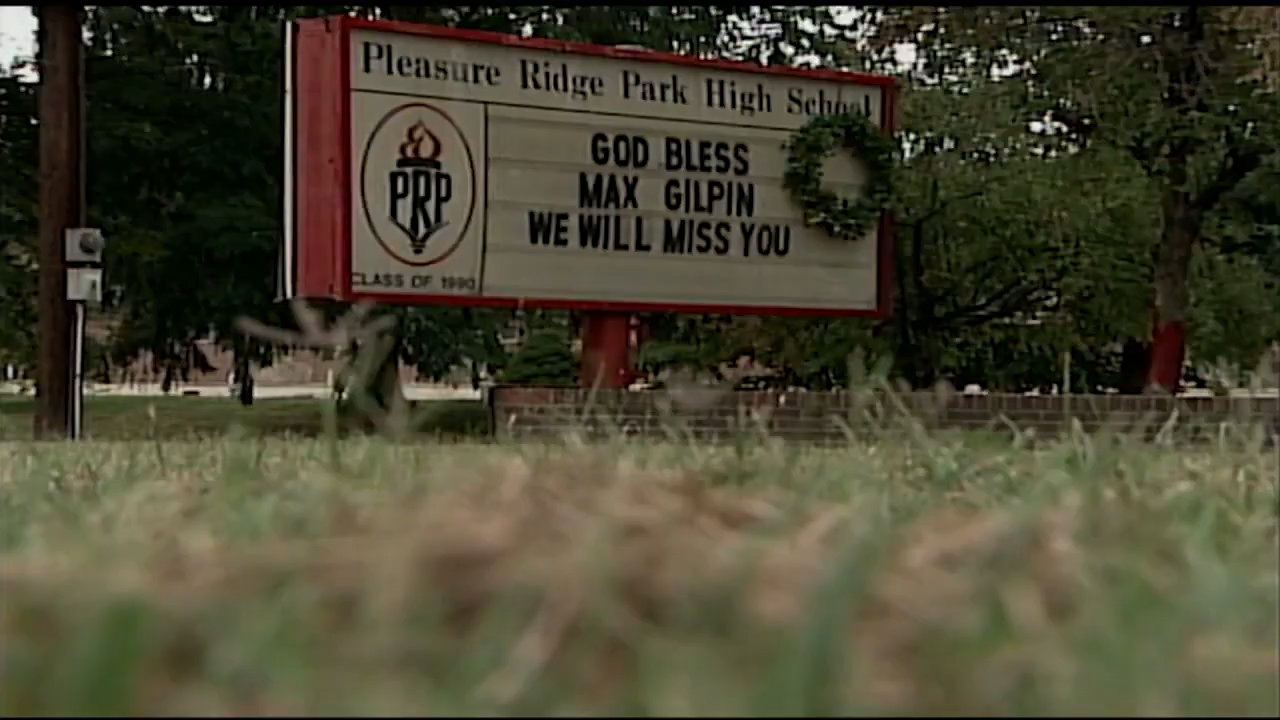 Pleasure Ridge Park High School
PRP
CLASS OF 1990
GOD BLESS
MAX GILPIN
WE WILL MISS YOU